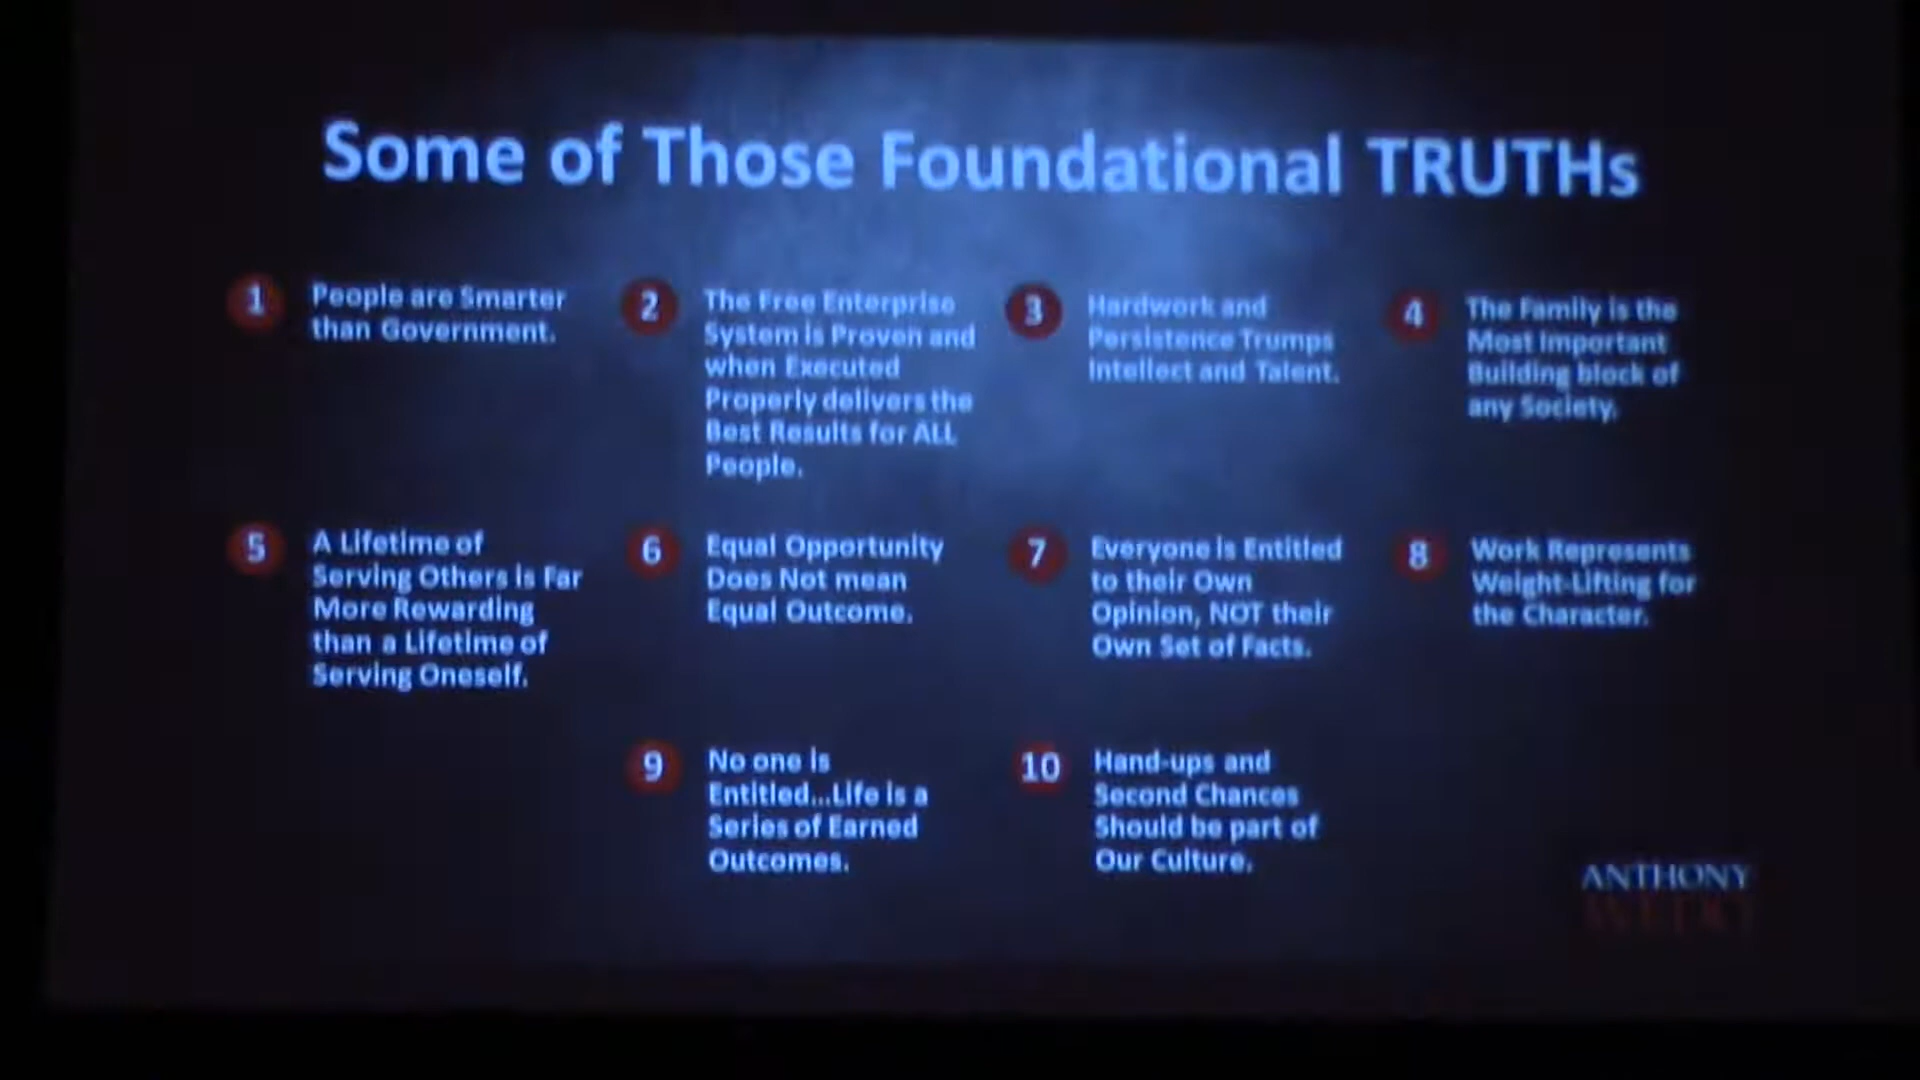 Some of Those Foundational TRUTHs
1
People are Smarter
than Government.
2
The Free Enterprise
System is Proven and
when Executed
Properly delivers the
Best Results for ALL
People.
3
Hardwork and
Persistence Trumps
Intellect and Talent.
4
The Family is the
Most Important
Building block of
any Society.
5
A Lifetime of
Serving Others is Far
More Rewarding
than a Lifetime of
Serving Oneself.
6
Equal Opportunity
Does Not mean
Equal Outcome.
7
Everyone is Entitled
to their Own
Opinion, NOT their
Own Set of Facts.
8
Work Represents
Weight-Lifting for
the Character.
9
No one is
Entitled...Life is a
Series of Earned
Outcomes.
10
Hand-ups and
Second Chances
Should be part of
Our Culture.
ANTHONY